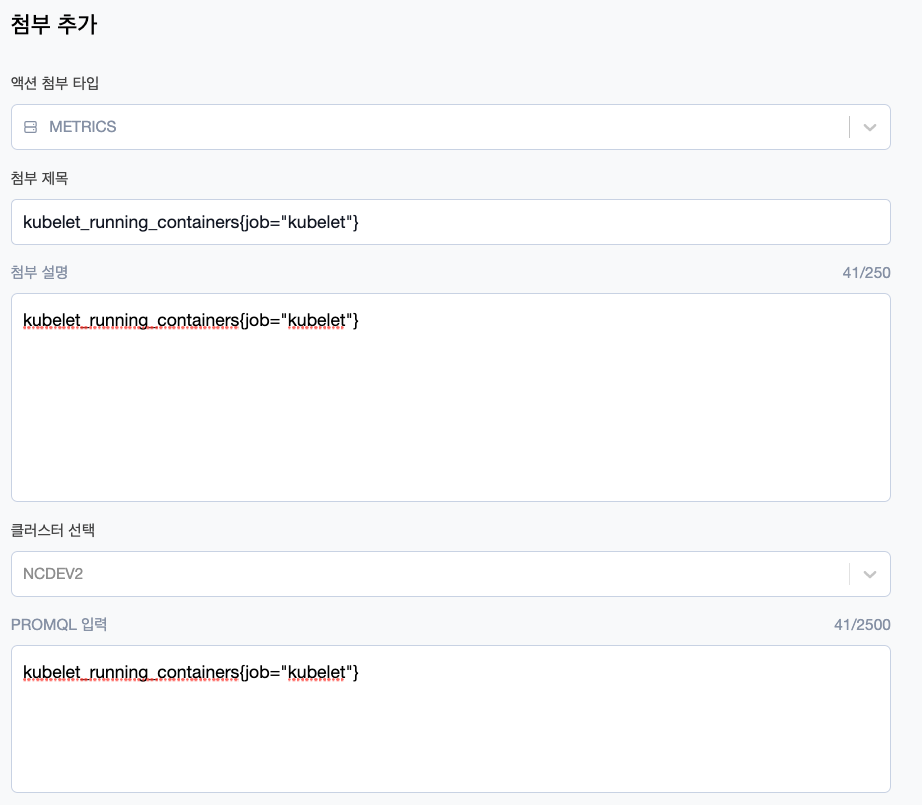 첨부 추가
액션 첨부 타입
METRICS
첨부 제목
kubelet_running_containers{job="kubelet"}
첨부 설명 41/250
kubelet_running_containers{job="kubelet"}
클러스터 선택
NCDEV2
PROMQL 입력 41/2500
kubelet_running_containers{job="kubelet"}